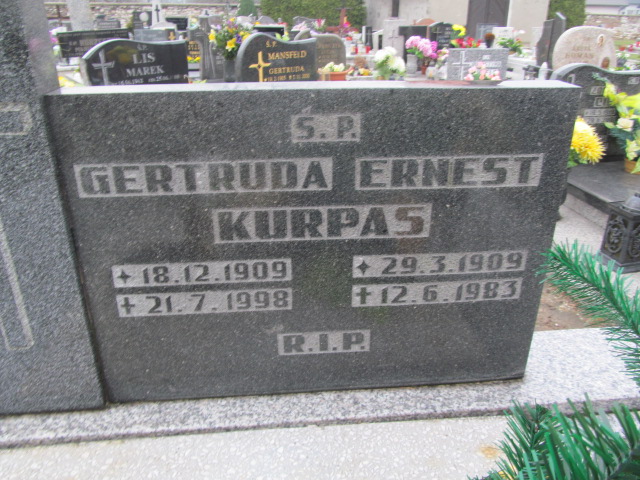 S.P.
GERTRUDA ERNEST
KURPAS
18.12.1909 29.3.1909
21.7.1998 12.6.1983
R.I.P.
LIS
MAREK
S.P.
MANSFELD
GERTRUDA